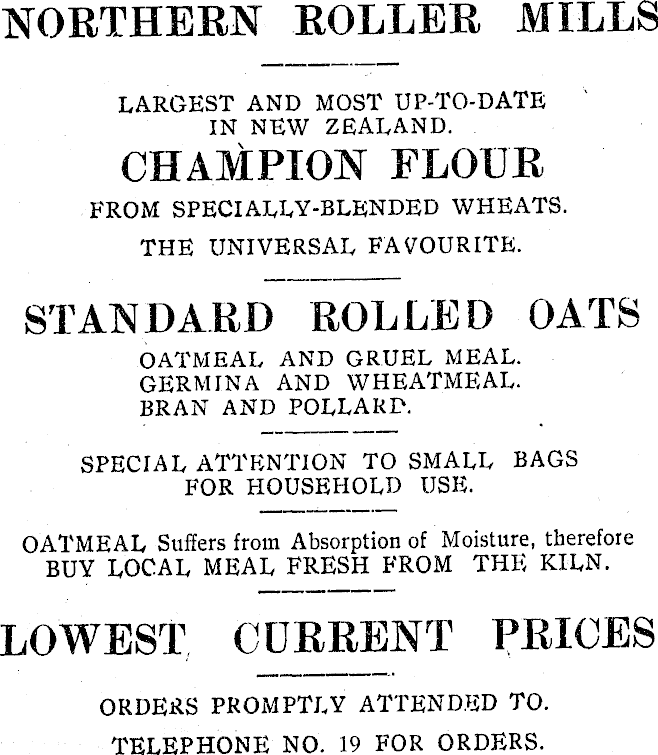 NORTHERN ROLLER MILLS
LARGEST AND MOST UP-TO-DATE
IN NEW ZEALAND.
CHAMPION FLOUR
FROM SPECIALLY-BLENDED WHEATS.
THE UNIVERSAL FAVOURITE.
STANDARD ROLLED OATS
OATMEAL AND GRUEL MEAL.
GERMINA AND WHEATMEAL.
BRAN AND POLLARD.
SPECIAL ATTENTION TO SMALL BAGS
FOR HOUSEHOLD USE.
OATMEAL Suffers from Absorption of Moisture, therefore
BUY LOCAL MEAL FRESH FROM THE KILN.
LOWEST CURRENT PRICES
ORDERS PROMPTLY ATTENDED TO.
TELEPHONE NO. 19 FOR ORDERS.